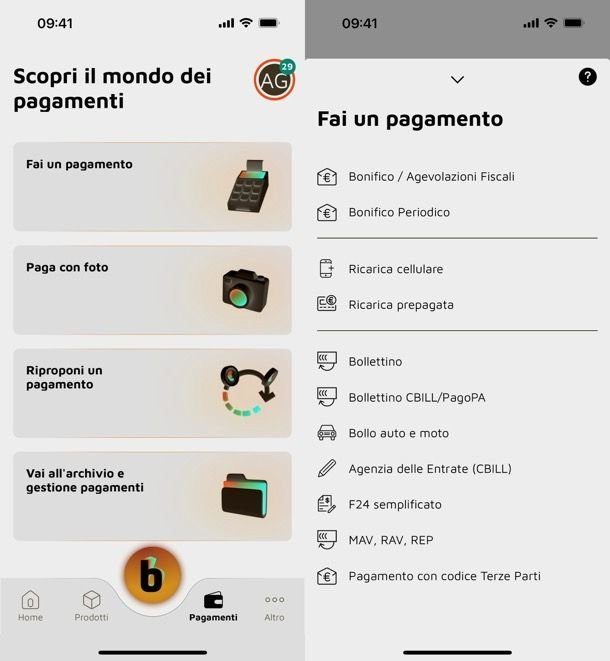 09:41
Scopri il mondo dei
pagamenti
AG
29
Fai un pagamento
Paga con foto
Riproponi un
pagamento
Vai all'archivio e
gestione pagamenti
b
Home
Prodotti
Pagamenti
Altro
09:41
?
Fai un pagamento
Bonifico / Agevolazioni Fiscali
Bonifico Periodico
Ricarica cellulare
Ricarica prepagata
Bollettino
Bollettino CBILL/PagoPA
Bollo auto e moto
Agenzia delle Entrate (CBILL)
F24 semplificato
MAV, RAV, REP
Pagamento con codice Terze Parti